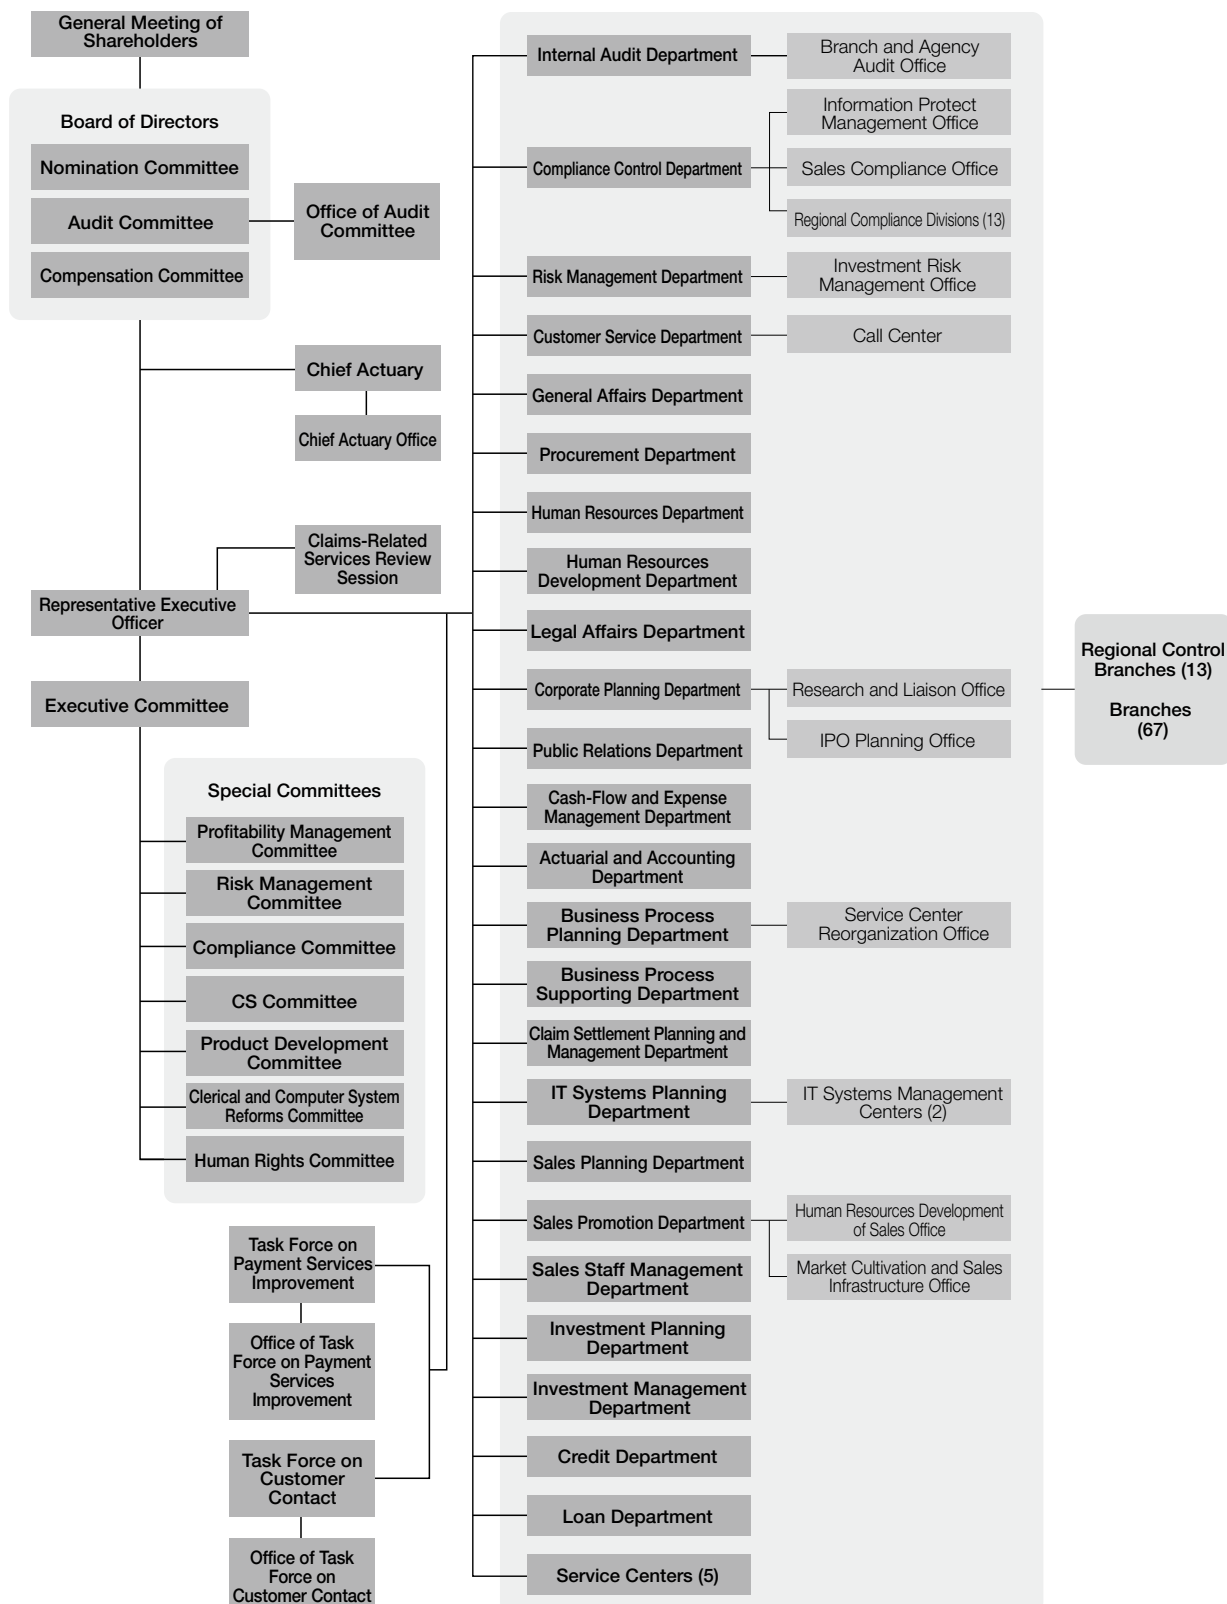 General Meeting of
Shareholders
Board of Directors
Nomination Committee
Audit Committee
Compensation Committee
Office of Audit
Committee
Chief Actuary
Chief Actuary Office
Claims-Related
Services Review
Session
Representative Executive
Officer
Executive Committee
Special Committees
Profitability Management
Committee
Risk Management
Committee
Compliance Committee
CS Committee
Product Development
Committee
Clerical and Computer System
Reforms Committee
Human Rights Committee
Task Force on
Payment Services
Improvement
Office of Task
Force on Payment
Services
Improvement
Task Force on
Customer
Contact
Office of Task
Force on
Customer Contact
Internal Audit Department
Branch and Agency
Audit Office
Compliance Control Department
Information Protect
Management Office
Sales Compliance Office
Regional Compliance Divisions (13)
Risk Management Department
Investment Risk
Management Office
Customer Service Department
Call Center
General Affairs Department
Procurement Department
Human Resources Department
Human Resources
Development Department
Legal Affairs Department
Corporate Planning Department
Research and Liaison Office
IPO Planning Office
Public Relations Department
Cash-Flow and Expense
Management Department
Actuarial and Accounting
Department
Business Process
Planning Department
Service Center
Reorganization Office
Business Process
Supporting Department
Claim Settlement Planning and
Management Department
IT Systems Planning
Department
IT Systems Management
Centers (2)
Sales Planning Department
Sales Promotion Department
Human Resources Development
of Sales Office
Market Cultivation and Sales
Infrastructure Office
Sales Staff Management
Department
Investment Planning
Department
Investment Management
Department
Credit Department
Loan Department
Service Centers (5)
Regional Control
Branches (13)
Branches
(67)